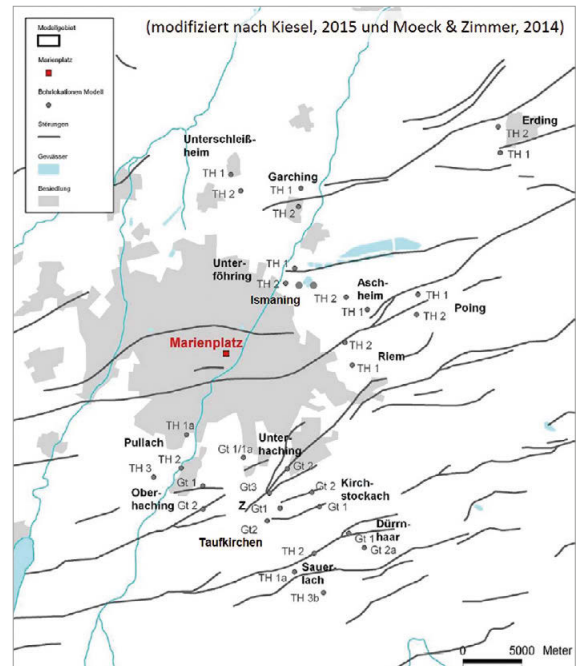 (modifiziert nach Kiesel, 2015 und Moeck & Zimmer, 2014)
Modellgebiet
Marienplatz
Bohrlokationen Modell
Störungen
Gewässer
Besiedlung
Erding
TH 2
TH 1
Unterschleiß-
heim
TH 1
TH 2
Garching
TH 1
TH 2
Unter-
föhring
TH 1
TH 2
Ismaning
TH 2
Asch-
heim
TH 1
TH 1
TH 2
Poing
Marienplatz
TH 2
Riem
TH 1
TH 1a
Pullach
TH 2
TH 3
Gt 1/1a
Unter-
haching
Gt 2
Gt 1
Ober-
haching
Gt 2
Gt3
Z
Gt1
Gt2
Taufkirchen
Gt 2
Kirch-
stockach
Gt 1
Dürrn-
haar
Gt 1
Gt 2a
TH 2
Sauer-
lach
TH 1a
TH 3b
0
5000
Meter